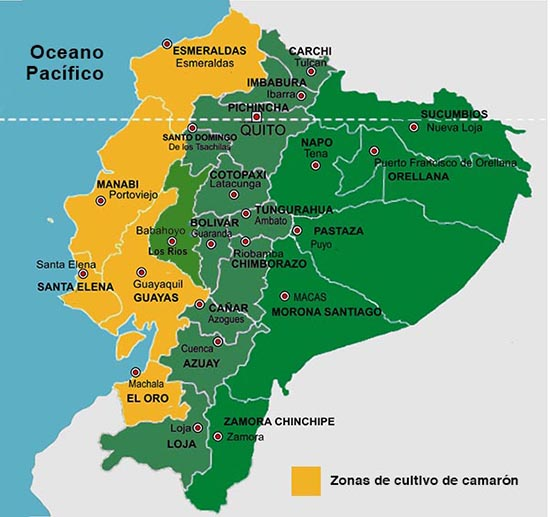 Oceano
Pacífico
ESMERALDAS
Esmeraldas
CARCHI
Tulcan
IMBABURA
Ibarra
PICHINCHA
QUITO
SANTO DOMINGO
De los Tsachilas
SUCUMBIOS
Nueva Loja
NAPO
Tena
Puerto Francisco de Orellana
ORELLANA
MANABI
Portoviejo
COTOPAXI
Latacunga
TUNGURAHUA
Ambato
BOLIVAR
Guaranda
Babahoyo
Los Rios
PASTAZA
Puyo
Riobamba
CHIMBORAZO
Santa Elena
SANTA ELENA
Guayaquil
GUAYAS
MACAS
MORONA SANTIAGO
CAÑAR
Azogues
Cuenca
AZUAY
Machala
EL ORO
Loja
LOJA
ZAMORA CHINCHIPE
Zamora
Zonas de cultivo de camarón